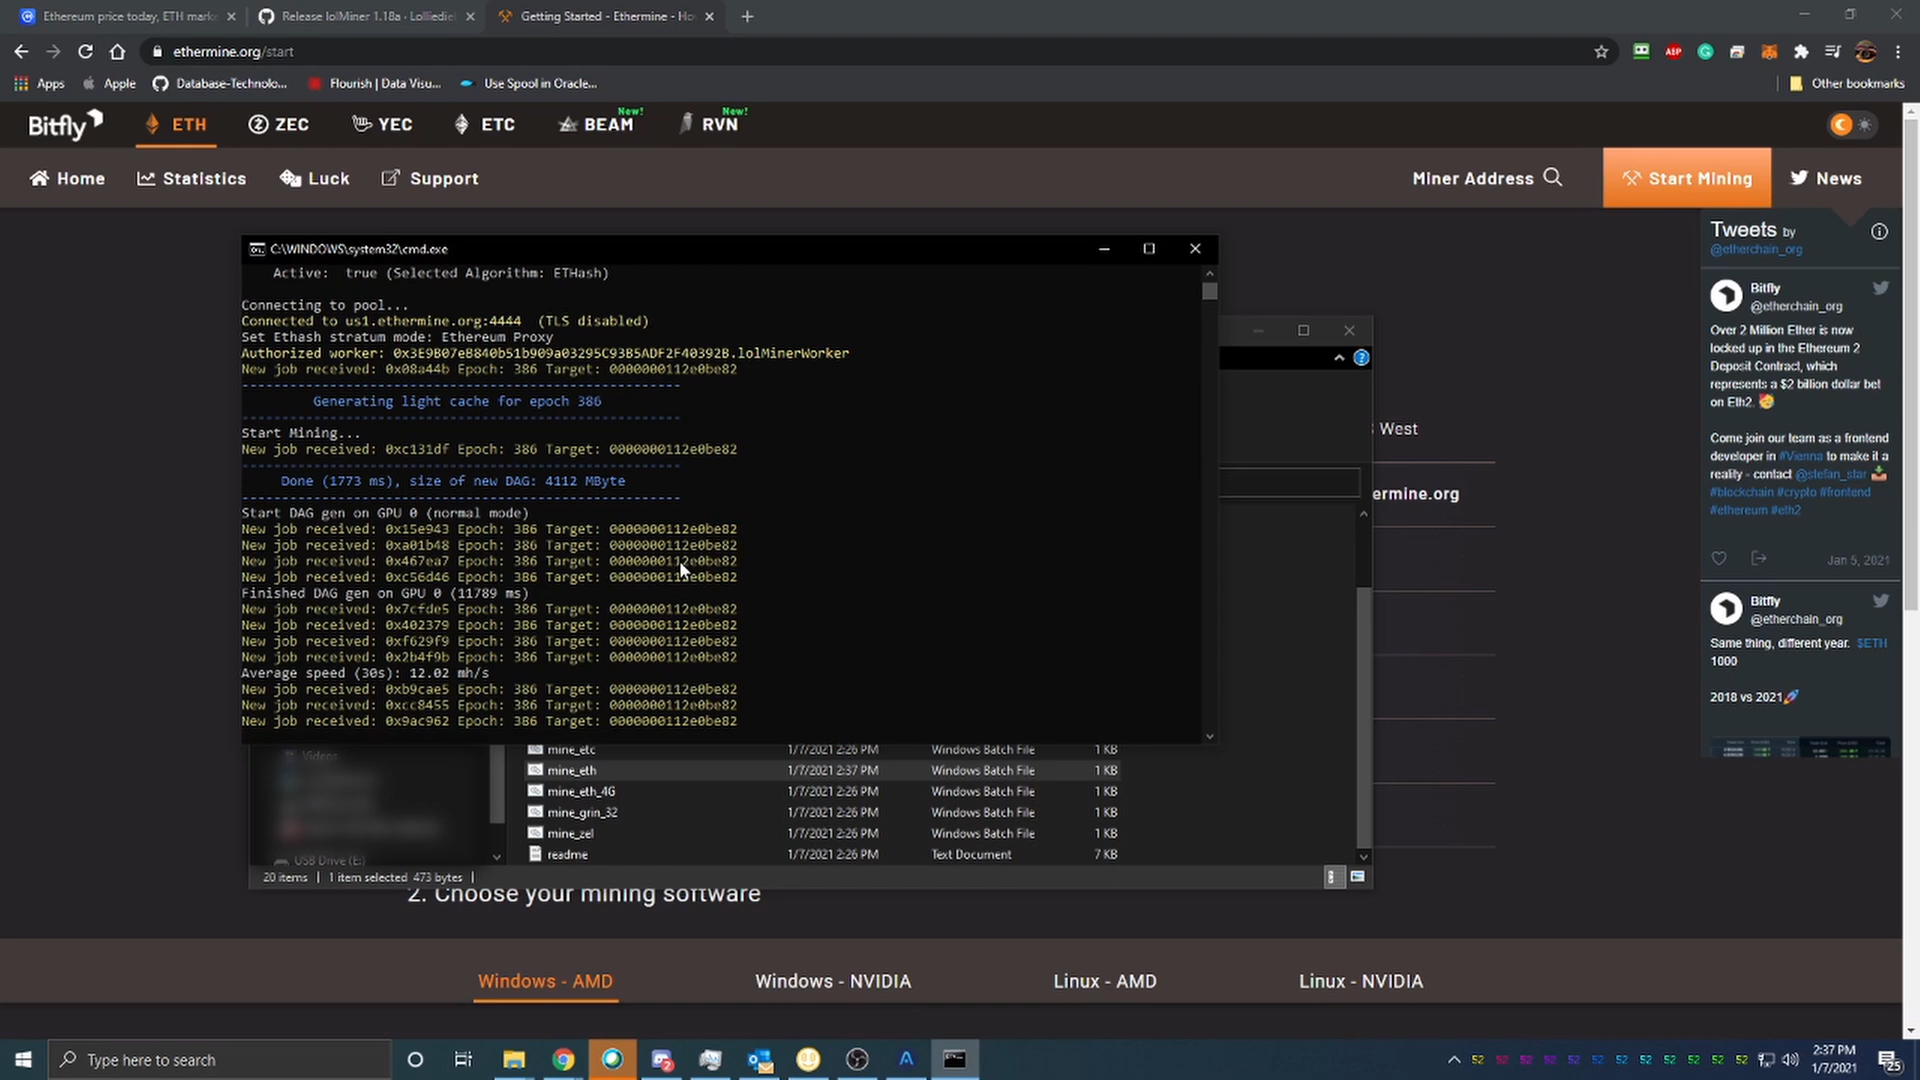 Ethereum price today, ETH mark
Release lolMiner 1.18a · Lolliedie
Getting Started - Ethermine - Ho
ethermine.org/start
ABP
Apps
Apple
Database-Technolo...
Flourish | Data Visu...
Use Spool in Oracle...
Other bookmarks
Bitfly
ETH
ZEC
YEC
ETC
BEAM
New!
RVN
New!
Home
Statistics
Luck
Support
Miner Address
Start Mining
News
C:\WINDOWS\system32\cmd.exe
Active: true (Selected Algorithm: ETHash)
Connecting to pool...
Connected to us1.ethermine.org:4444 (TLS disabled)
Set Ethash stratum mode: Ethereum Proxy
Authorized worker: 0x3E9B07eB840b51b909a03295C93B5ADF2F40392B.lolMinerWorker
New job received: 0x08a44b Epoch: 386 Target: 0000000112e0be82
-------------------------------------------------------
Generating light cache for epoch 386
-------------------------------------------------------
Start Mining...
New job received: 0xc131df Epoch: 386 Target: 0000000112e0be82
-------------------------------------------------------
Done (1773 ms), size of new DAG: 4112 MByte
-------------------------------------------------------
Start DAG gen on GPU 0 (normal mode)
New job received: 0x15e943 Epoch: 386 Target: 0000000112e0be82
New job received: 0xa01b48 Epoch: 386 Target: 0000000112e0be82
New job received: 0x467ea7 Epoch: 386 Target: 0000000112e0be82
New job received: 0xc56d46 Epoch: 386 Target: 0000000112e0be82
Finished DAG gen on GPU 0 (11789 ms)
New job received: 0x7cfde5 Epoch: 386 Target: 0000000112e0be82
New job received: 0x402379 Epoch: 386 Target: 0000000112e0be82
New job received: 0xf629f9 Epoch: 386 Target: 0000000112e0be82
New job received: 0x2b4f9b Epoch: 386 Target: 0000000112e0be82
Average speed (30s): 12.02 mh/s
New job received: 0xb9cae5 Epoch: 386 Target: 0000000112e0be82
New job received: 0xcc8455 Epoch: 386 Target: 0000000112e0be82
New job received: 0x9ac962 Epoch: 386 Target: 0000000112e0be82
West
ermine.org
Tweets by
@etherchain_org
Bitfly
@etherchain_org
Over 2 Million Ether is now
locked up in the Ethereum 2
Deposit Contract, which
represents a $2 billion dollar bet
on Eth2.
Come join our team as a frontend
developer in #Vienna to make it a
reality - contact @stefan_star
#blockchain #crypto #frontend
#ethereum #eth2
Jan 5, 2021
Bitfly
@etherchain_org
Same thing, different year. $ETH
1000
2018 vs 2021
Videos
USB Drive (E:)
mine_etc 1/7/2021 2:26 PM Windows Batch File 1 KB
mine_eth 1/7/2021 2:37 PM Windows Batch File 1 KB
mine_eth_4G 1/7/2021 2:26 PM Windows Batch File 1 KB
mine_grin_32 1/7/2021 2:26 PM Windows Batch File 1 KB
mine_zel 1/7/2021 2:26 PM Windows Batch File 1 KB
readme 1/7/2021 2:26 PM Text Document 7 KB
20 items | 1 item selected 473 bytes |
2. Choose your mining software
Windows - AMD
Windows - NVIDIA
Linux - AMD
Linux - NVIDIA
Type here to search
52 52 52 52 52 52 52 52 52 52 52 52
2:37 PM
1/7/2021
25